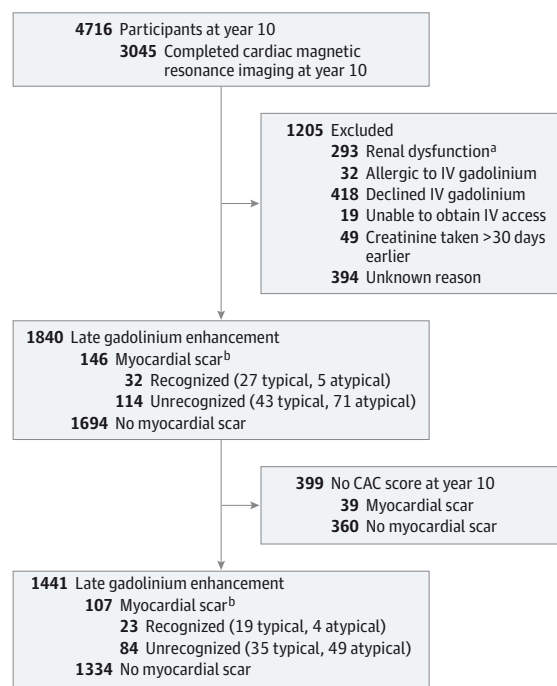 4716 Participants at year 10
3045 Completed cardiac magnetic
resonance imaging at year 10
1205 Excluded
293 Renal dysfunctionᵃ
32 Allergic to IV gadolinium
418 Declined IV gadolinium
19 Unable to obtain IV access
49 Creatinine taken >30 days
earlier
394 Unknown reason
1840 Late gadolinium enhancement
146 Myocardial scarᵇ
32 Recognized (27 typical, 5 atypical)
114 Unrecognized (43 typical, 71 atypical)
1694 No myocardial scar
399 No CAC score at year 10
39 Myocardial scar
360 No myocardial scar
1441 Late gadolinium enhancement
107 Myocardial scarᵇ
23 Recognized (19 typical, 4 atypical)
84 Unrecognized (35 typical, 49 atypical)
1334 No myocardial scar